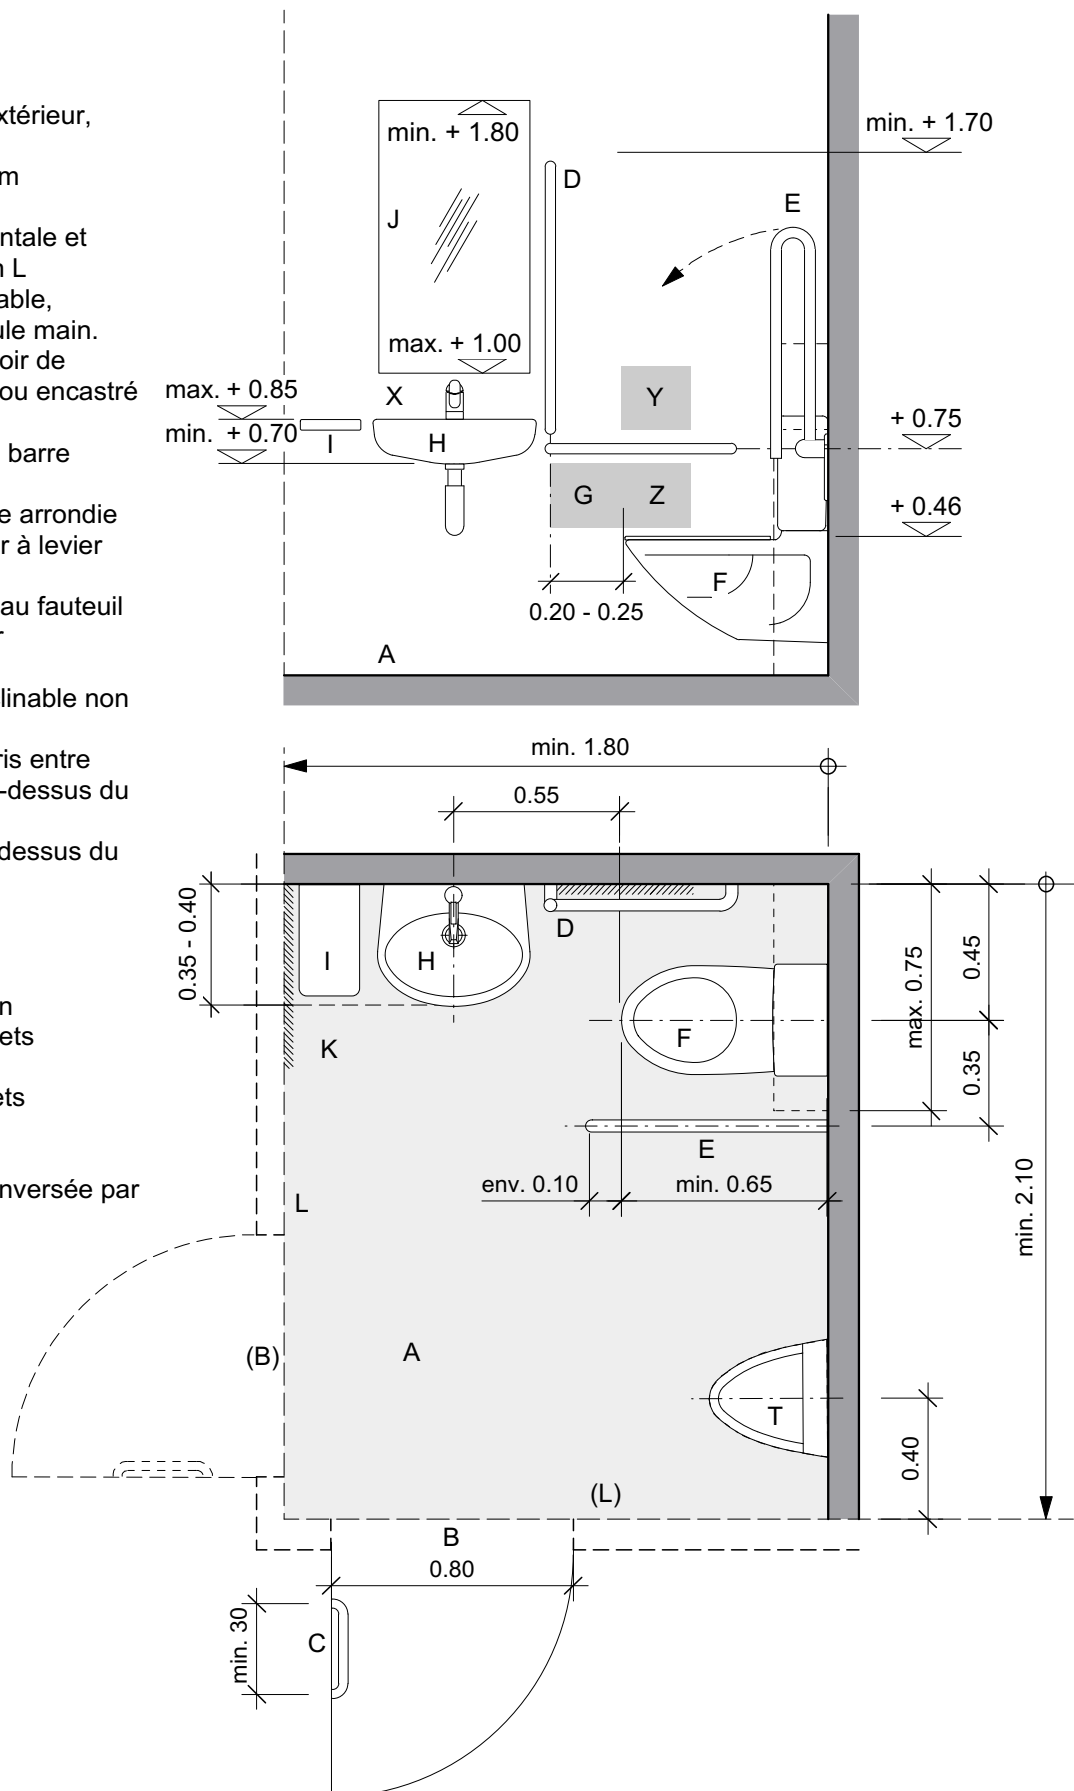 xtérieur,
m
ntale et
n L
able,
ule main.
oir de
ou encastré
barre
e arrondie
r à levier
au fauteuil
r
linable non
ris entre
-dessus du
dessus du
n
ets
ets
nversée par
min. + 1.80
min. + 1.70
D
E
J
max. + 1.00
X
Y
max. + 0.85
+ 0.75
min. + 0.70
I
H
G
Z
+ 0.46
F
0.20 - 0.25
A
min. 1.80
0.55
0.35 - 0.40
I
H
D
K
F
max. 0.75
0.45
0.35
E
env. 0.10
min. 0.65
L
min. 2.10
(B)
A
T
0.40
(L)
B
0.80
min. 30
C